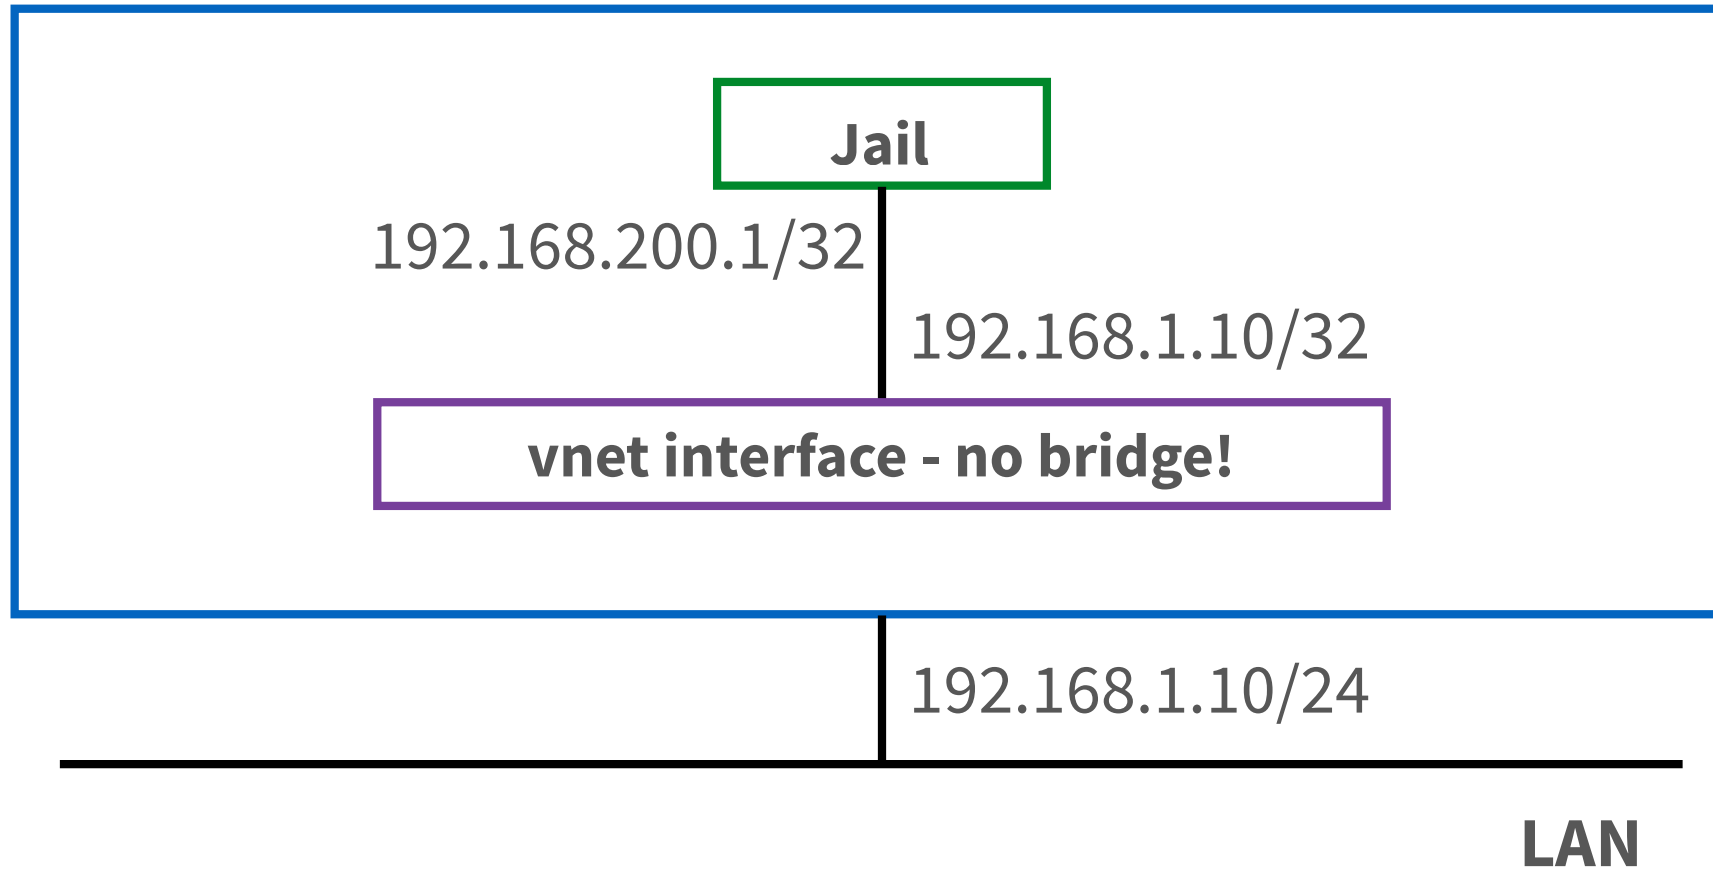 Jail
192.168.200.1/32
192.168.1.10/32
vnet interface - no bridge!
192.168.1.10/24
LAN